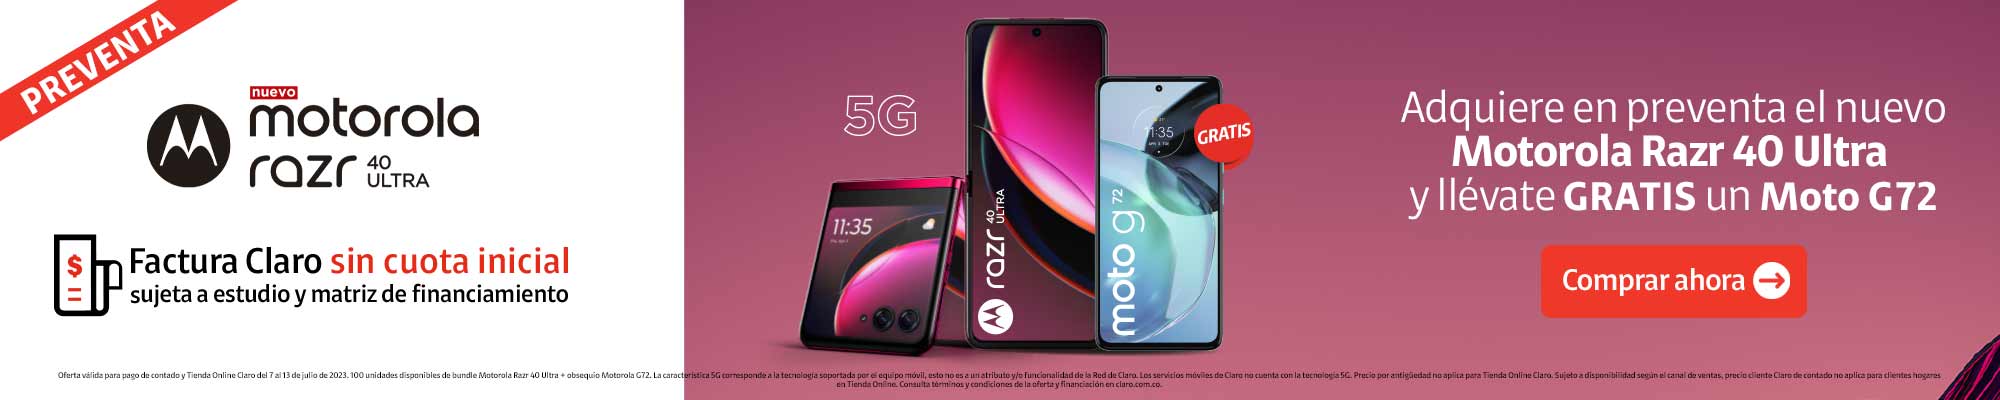 PREVENTA
nuevo
motorola
razr 40 ULTRA
$
Factura Claro sin cuota inicial
sujeta a estudio y matriz de financiamiento
5G
11:35
razr 40 ULTRA
11:35
moto g 72
GRATIS
Adquiere en preventa el nuevo
Motorola Razr 40 Ultra
y llévate GRATIS un Moto G72
Comprar ahora
Oferta válida para pago de contado y Tienda Online Claro del 7 al 13 de julio de 2023. 100 unidades disponibles de bundle Motorola Razr 40 Ultra + obsequio Motorola G72. La característica 5G corresponde a la tecnología soportada por el equipo móvil, esto no es a un atributo y/o funcionalidad de la Red de Claro. Los servicios móviles de Claro no cuenta con la tecnología 5G. Precio por antigüedad no aplica para Tienda Online Claro. Sujeto a disponibilidad según el canal de ventas, precio cliente Claro de contado no aplica para clientes hogares
en Tienda Online. Consulta términos y condiciones de la oferta y financiación en claro.com.co.